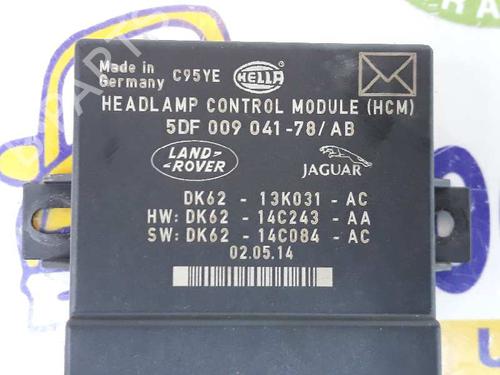 Made in
Germany
C95YE
HELLA
HEADLAMP CONTROL MODULE (HCM)
5DF 009 041-78/AB
LAND-
-ROVER
JAGUAR
DK62 - 13K031 - AC
HW: DK62 - 14C243 - AA
SW: DK62 - 14C084 - AC
02.05.14